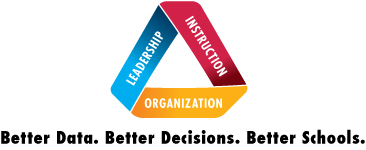 LEADERSHIP
INSTRUCTION
ORGANIZATION
Better Data. Better Decisions. Better Schools.